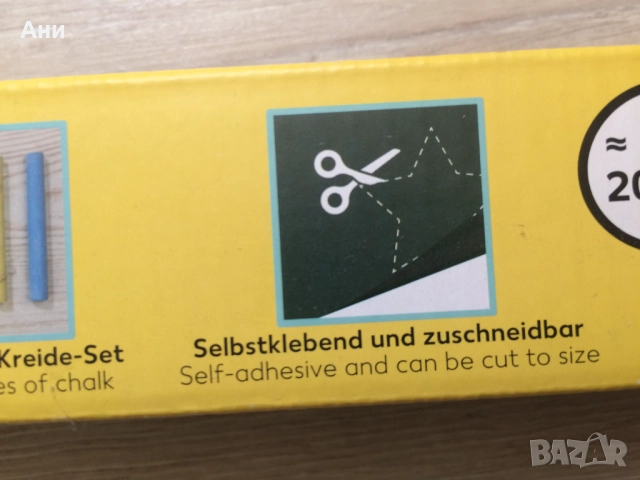 Ани
≈
20
Kreide-Set
es of chalk
Selbstklebend und zuschneidbar
Self-adhesive and can be cut to size
BAZAR